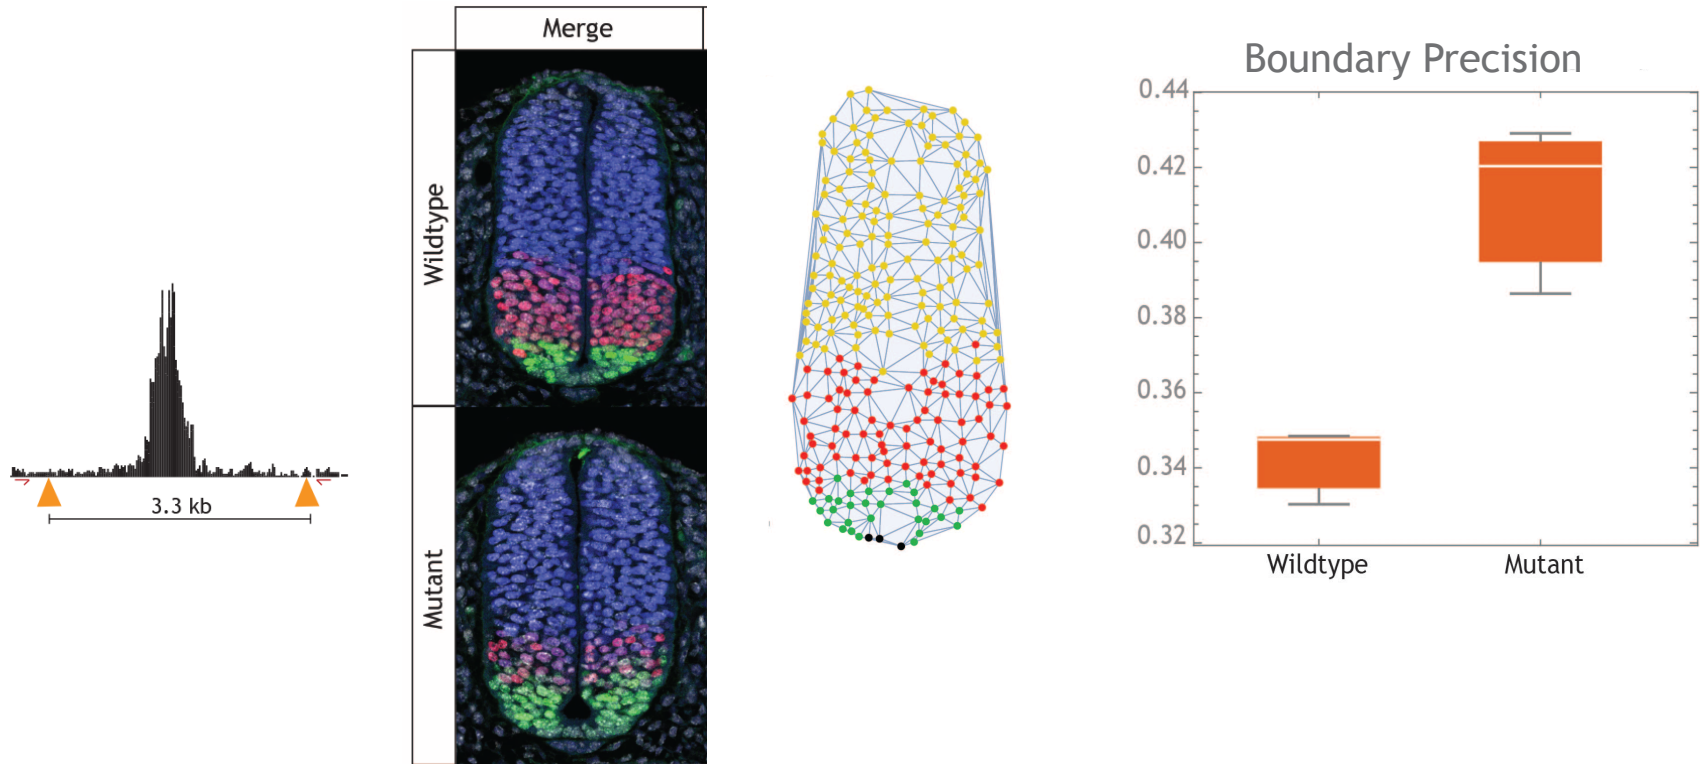 3.3 kb
Merge
Wildtype
Mutant
Boundary Precision
0.44
0.42
0.40
0.38
0.36
0.34
0.32
Wildtype
Mutant